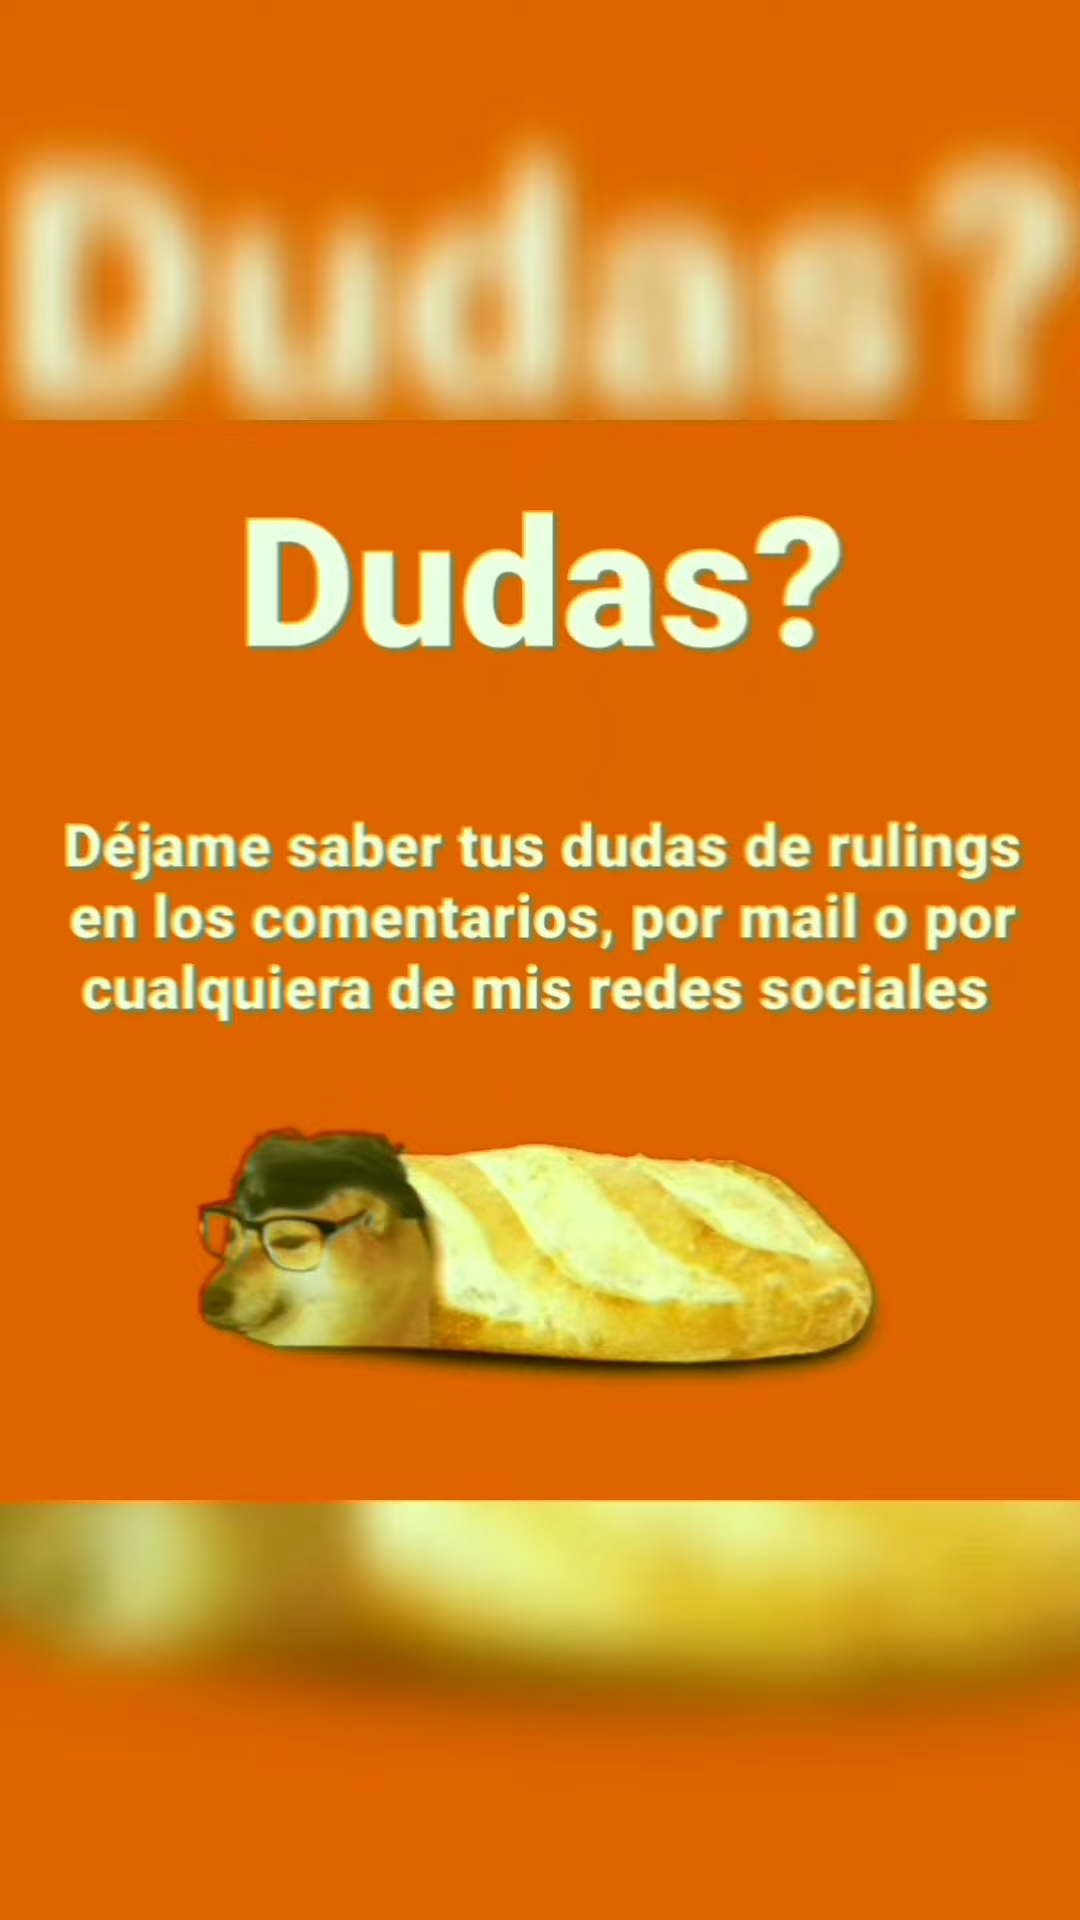 Dudas?
Dudas?
Déjame saber tus dudas de rulings
en los comentarios, por mail o por
cualquiera de mis redes sociales